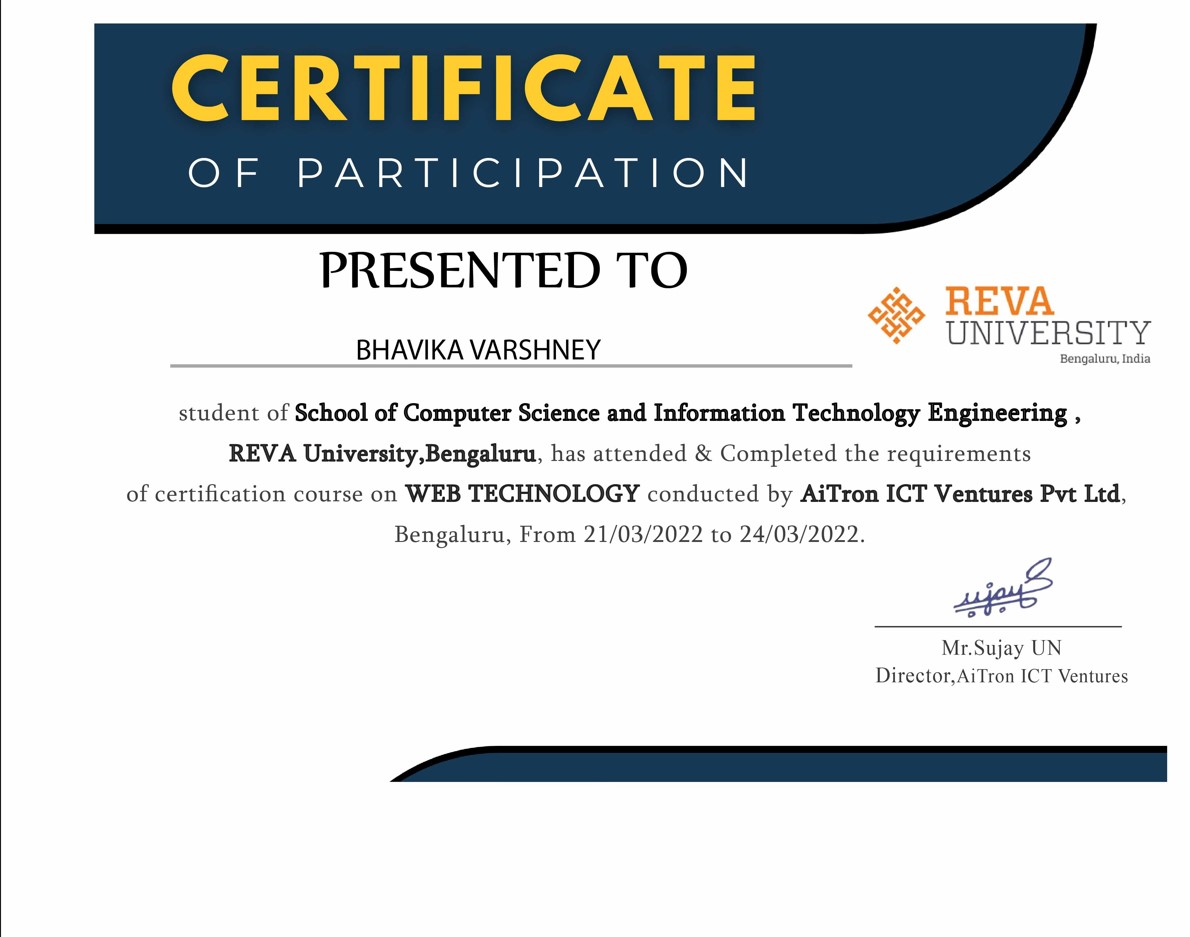 CERTIFICATE
OF PARTICIPATION
PRESENTED TO
REVA
UNIVERSITY
Bengaluru, India
BHAVIKA VARSHNEY
student of School of Computer Science and Information Technology Engineering ,
REVA University,Bengaluru, has attended & Completed the requirements
of certification course on WEB TECHNOLOGY conducted by AiTron ICT Ventures Pvt Ltd,
Bengaluru, From 21/03/2022 to 24/03/2022.
sujay
Mr.Sujay UN
Director,AiTron ICT Ventures